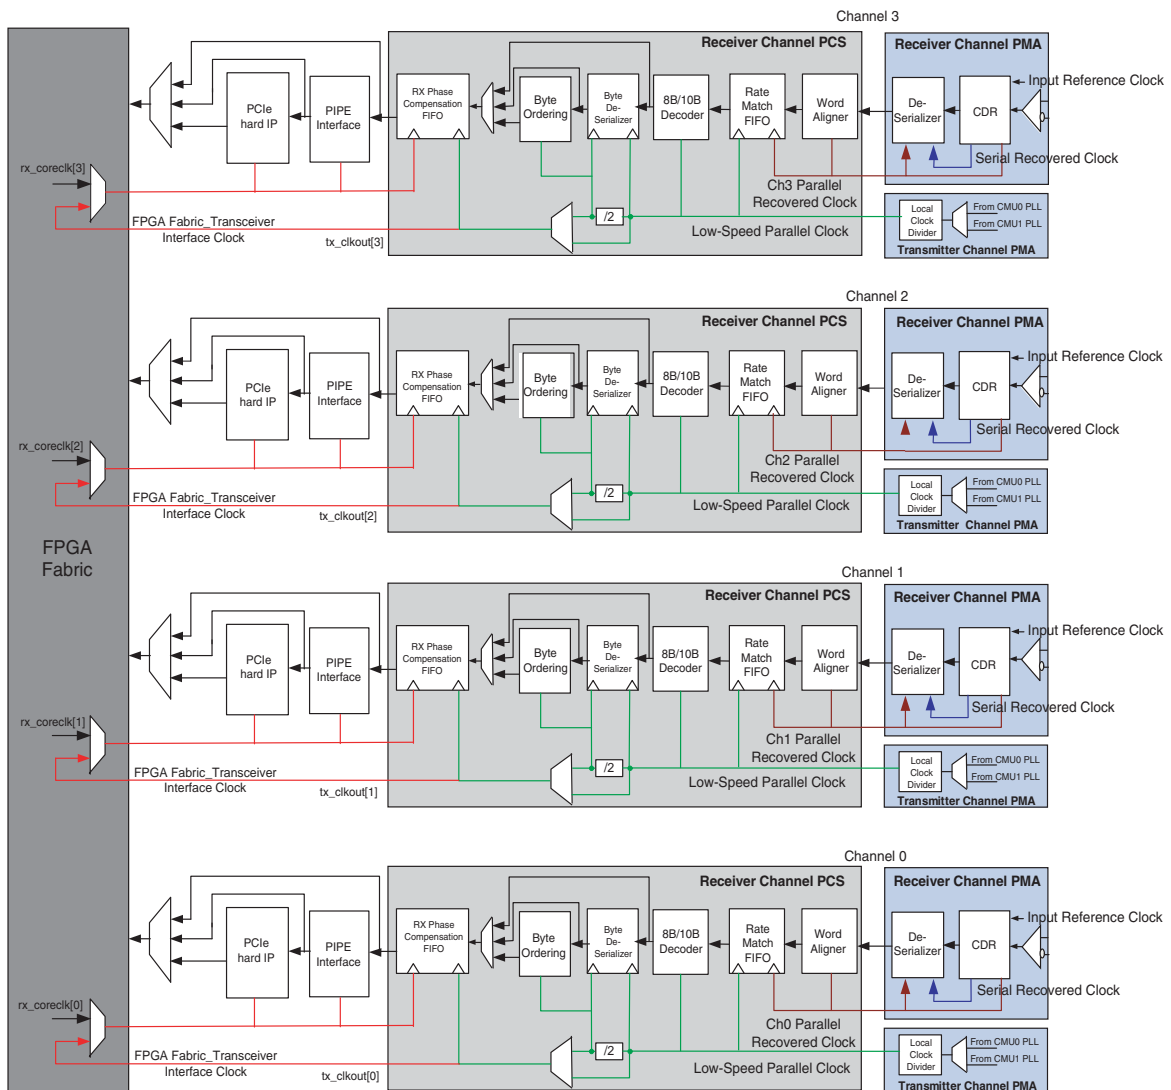 Channel 3
Receiver Channel PCS
Receiver Channel PMA
Input Reference Clock
PCIe
hard IP
PIPE
Interface
RX Phase
Compensation
FIFO
Byte
Ordering
Byte
De-
Serializer
8B/10B
Decoder
Rate
Match
FIFO
Word
Aligner
De-
Serializer
CDR
Serial Recovered Clock
rx_coreclk[3]
Ch3 Parallel
Recovered Clock
FPGA Fabric_Transceiver
Interface Clock
tx_clkout[3]
/2
Low-Speed Parallel Clock
Local
Clock
Divider
From CMU0 PLL
From CMU1 PLL
Transmitter Channel PMA
Channel 2
Receiver Channel PCS
Receiver Channel PMA
Input Reference Clock
PCIe
hard IP
PIPE
Interface
RX Phase
Compensation
FIFO
Byte
Ordering
Byte
De-
Serializer
8B/10B
Decoder
Rate
Match
FIFO
Word
Aligner
De-
Serializer
CDR
Serial Recovered Clock
rx_coreclk[2]
Ch2 Parallel
Recovered Clock
FPGA Fabric_Transceiver
Interface Clock
tx_clkout[2]
/2
Low-Speed Parallel Clock
Local
Clock
Divider
From CMU0 PLL
From CMU1 PLL
Transmitter Channel PMA
FPGA
Fabric
Channel 1
Receiver Channel PCS
Receiver Channel PMA
Input Reference Clock
PCIe
hard IP
PIPE
Interface
RX Phase
Compensation
FIFO
Byte
Ordering
Byte
De-
Serializer
8B/10B
Decoder
Rate
Match
FIFO
Word
Aligner
De-
Serializer
CDR
Serial Recovered Clock
rx_coreclk[1]
Ch1 Parallel
Recovered Clock
FPGA Fabric_Transceiver
Interface Clock
tx_clkout[1]
/2
Low-Speed Parallel Clock
Local
Clock
Divider
From CMU0 PLL
From CMU1 PLL
Transmitter Channel PMA
Channel 0
Receiver Channel PCS
Receiver Channel PMA
Input Reference Clock
PCIe
hard IP
PIPE
Interface
RX Phase
Compensation
FIFO
Byte
Ordering
Byte
De-
Serializer
8B/10B
Decoder
Rate
Match
FIFO
Word
Aligner
De-
Serializer
CDR
Serial Recovered Clock
rx_coreclk[0]
Ch0 Parallel
Recovered Clock
FPGA Fabric_Transceiver
Interface Clock
tx_clkout[0]
/2
Low-Speed Parallel Clock
Local
Clock
Divider
From CMU0 PLL
From CMU1 PLL
Transmitter Channel PMA